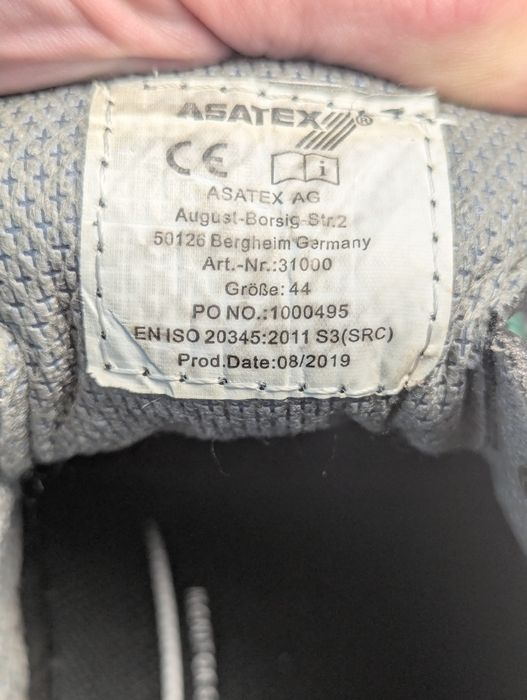 ASATEX®
CE i
ASATEX AG
August-Borsig-Str.2
50126 Bergheim Germany
Art.-Nr.:31000
Größe: 44
PO NO.:1000495
EN ISO 20345:2011 S3(SRC)
Prod.Date:08/2019